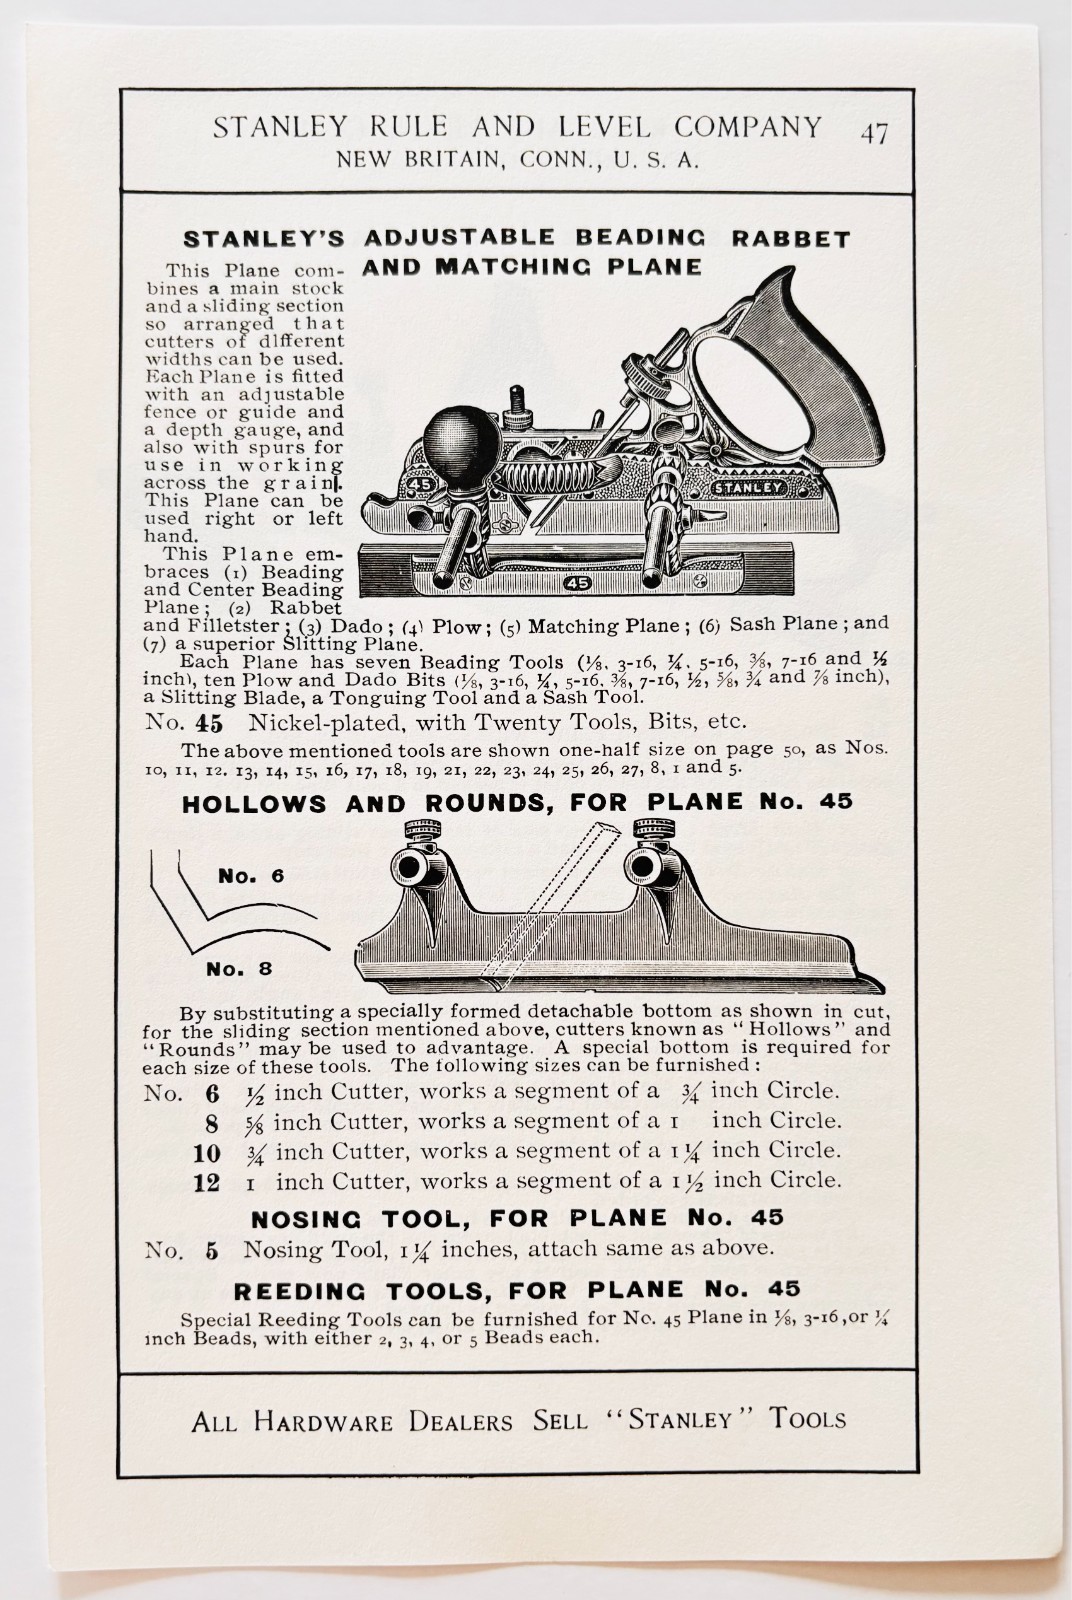 STANLEY RULE AND LEVEL COMPANY 47
NEW BRITAIN, CONN., U. S. A.
STANLEY'S ADJUSTABLE BEADING RABBET
AND MATCHING PLANE
This Plane com-
bines a main stock
and a sliding section
so arranged that
cutters of different
widths can be used.
Each Plane is fitted
with an adjustable
fence or guide and
a depth gauge, and
also with spurs for
use in working
across the grain.
This Plane can be
used right or left
hand.
This Plane em-
braces (1) Beading
and Center Beading
Plane; (2) Rabbet
45
STANLEY
45
and Filletster; (3) Dado; (4) Plow; (5) Matching Plane; (6) Sash Plane; and
(7) a superior Slitting Plane.
Each Plane has seven Beading Tools (⅛, 3-16, ¼, 5-16, ⅜, 7-16 and ½
inch), ten Plow and Dado Bits (⅛, 3-16, ¼, 5-16, ⅜, 7-16, ½, ⅝, ¾ and ⅞ inch),
a Slitting Blade, a Tonguing Tool and a Sash Tool.
No. 45 Nickel-plated, with Twenty Tools, Bits, etc.
The above mentioned tools are shown one-half size on page 50, as Nos.
10, 11, 12. 13, 14, 15, 16, 17, 18, 19, 21, 22, 23, 24, 25, 26, 27, 8, 1 and 5.
HOLLOWS AND ROUNDS, FOR PLANE No. 45
No. 6
No. 8
By substituting a specially formed detachable bottom as shown in cut,
for the sliding section mentioned above, cutters known as "Hollows" and
"Rounds" may be used to advantage. A special bottom is required for
each size of these tools. The following sizes can be furnished:
No. 6 ½ inch Cutter, works a segment of a ¾ inch Circle.
8 ⅝ inch Cutter, works a segment of a 1 inch Circle.
10 ¾ inch Cutter, works a segment of a 1¼ inch Circle.
12 1 inch Cutter, works a segment of a 1½ inch Circle.
NOSING TOOL, FOR PLANE No. 45
No. 5 Nosing Tool, 1¼ inches, attach same as above.
REEDING TOOLS, FOR PLANE No. 45
Special Reeding Tools can be furnished for No. 45 Plane in ⅛, 3-16, or ¼
inch Beads, with either 2, 3, 4, or 5 Beads each.
ALL HARDWARE DEALERS SELL "STANLEY" TOOLS